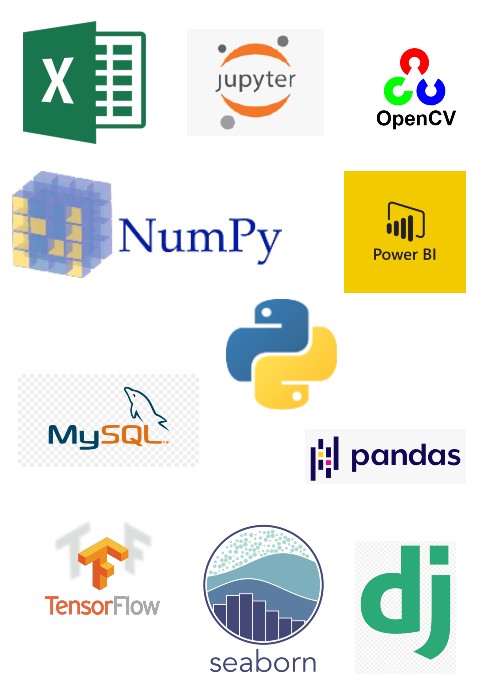 X
jupyter
OpenCV
NumPy
Power BI
MySQL
pandas
TensorFlow
seaborn
dj